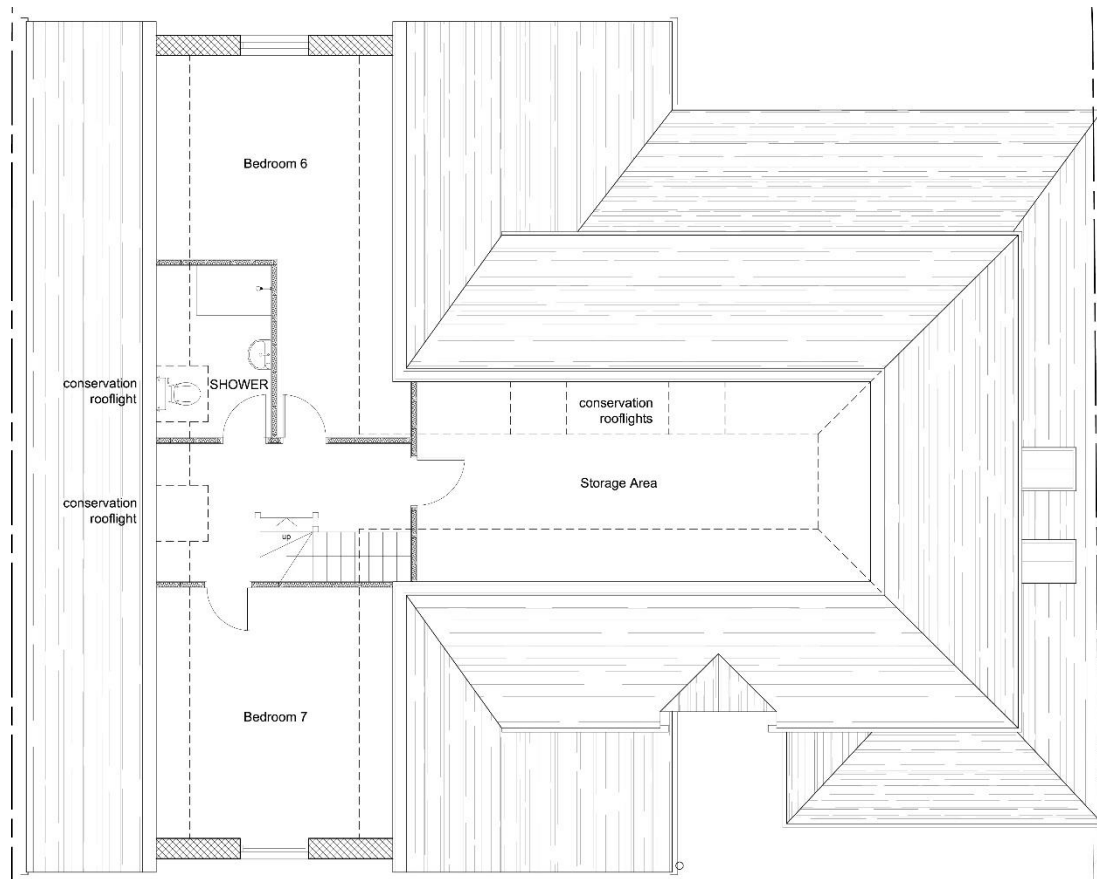 Bedroom 6
conservation
rooflight
SHOWER
conservation
rooflights
Storage Area
conservation
rooflight
up
Bedroom 7